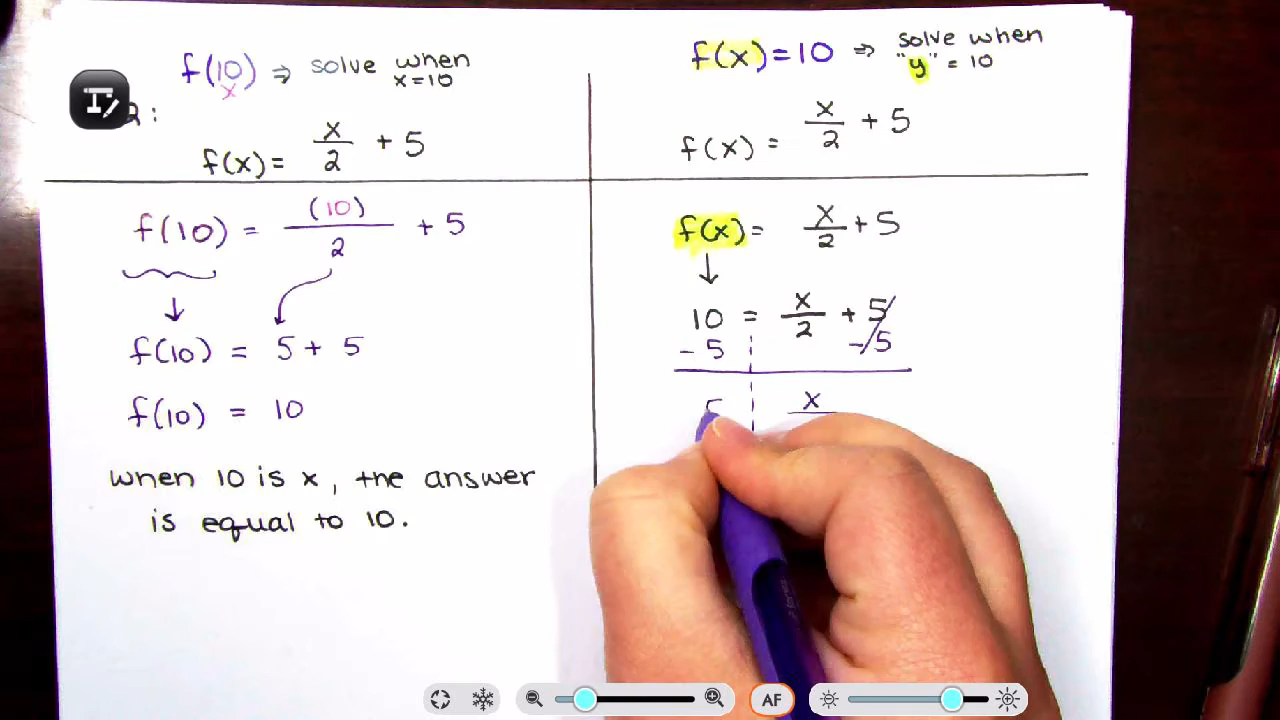 f(10) ⇒ solve when
x x=10
2:
f(x)= x/2 + 5
f(10) = (10)/2 + 5
f(10) = 5 + 5
f(10) = 10
when 10 is x, the answer
is equal to 10.
f(x)=10 ⇒ solve when
"y" = 10
f(x) = x/2 + 5
f(x) = x/2 + 5
10 = x/2 + 5
-5 -5
5 x
AF